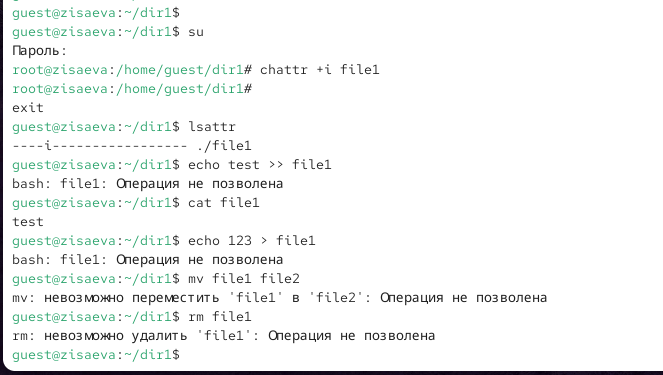 guest@zisaeva:~/dir1$
guest@zisaeva:~/dir1$ su
Пароль:
root@zisaeva:/home/guest/dir1# chattr +i file1
root@zisaeva:/home/guest/dir1#
exit
guest@zisaeva:~/dir1$ lsattr
----i----------------- ./file1
guest@zisaeva:~/dir1$ echo test >> file1
bash: file1: Операция не позволена
guest@zisaeva:~/dir1$ cat file1
test
guest@zisaeva:~/dir1$ echo 123 > file1
bash: file1: Операция не позволена
guest@zisaeva:~/dir1$ mv file1 file2
mv: невозможно переместить 'file1' в 'file2': Операция не позволена
guest@zisaeva:~/dir1$ rm file1
rm: невозможно удалить 'file1': Операция не позволена
guest@zisaeva:~/dir1$